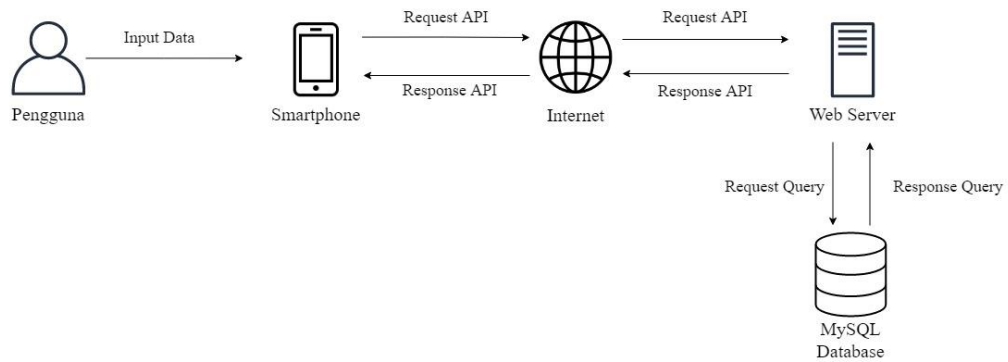 Request API
Request API
Input Data
Response API
Response API
Pengguna
Smartphone
Internet
Web Server
Request Query
Response Query
MySQL
Database